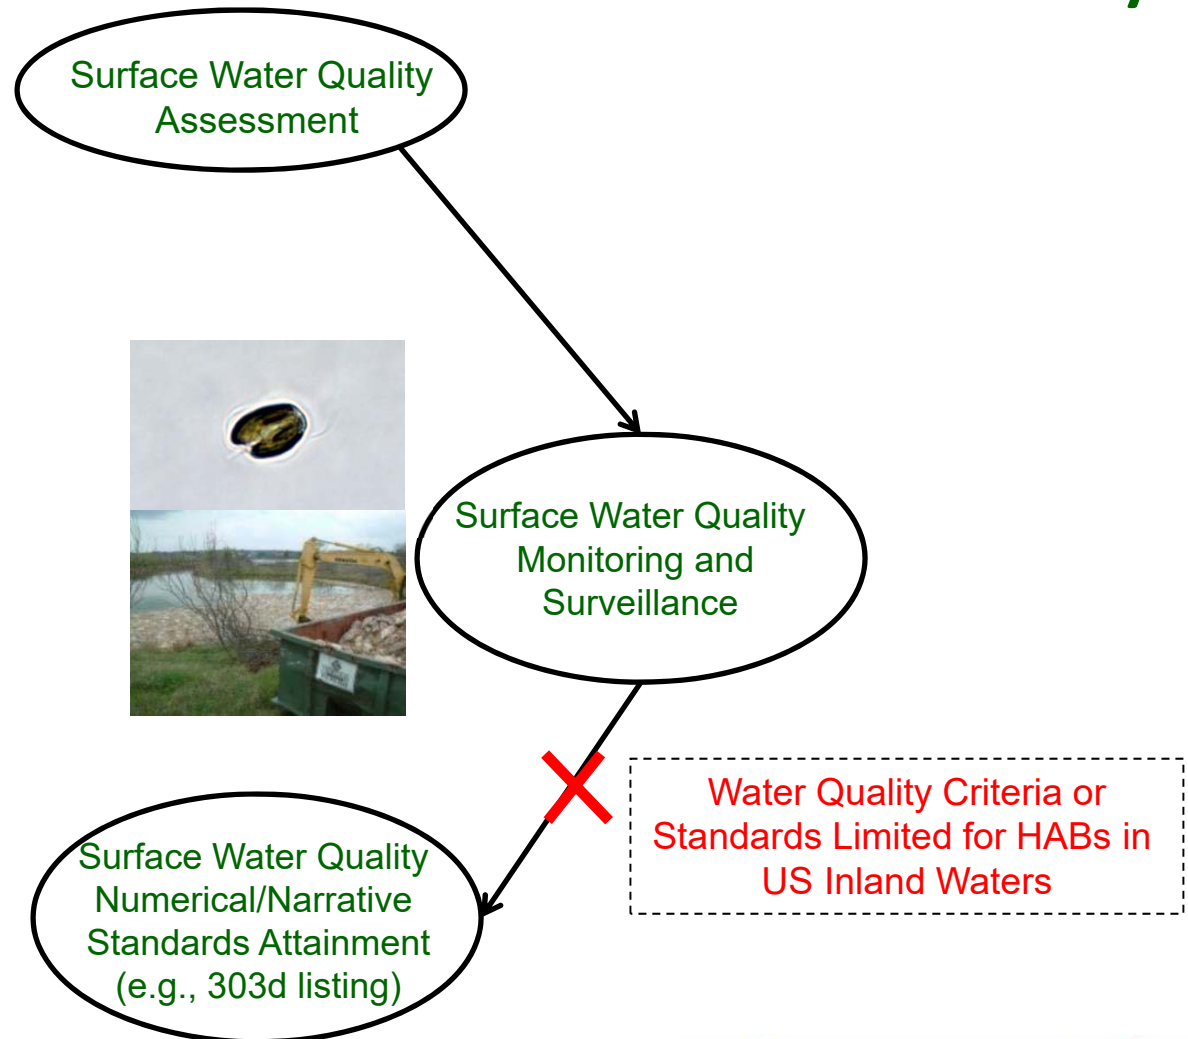 Surface Water Quality
Assessment
Surface Water Quality
Monitoring and
Surveillance
Water Quality Criteria or
Standards Limited for HABs in
US Inland Waters
Surface Water Quality
Numerical/Narrative
Standards Attainment
(e.g., 303d listing)